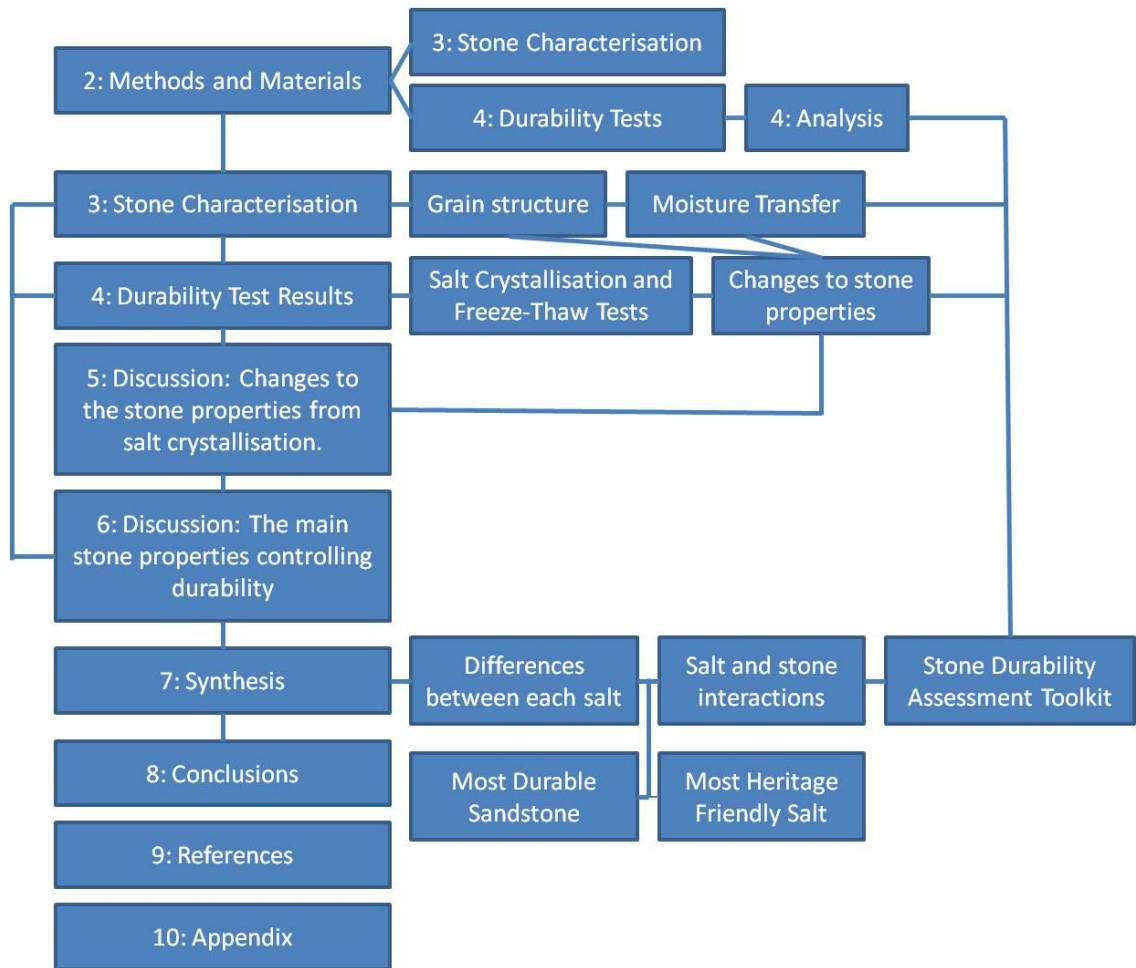 3: Stone Characterisation
2: Methods and Materials
4: Durability Tests
4: Analysis
3: Stone Characterisation
Grain structure
Moisture Transfer
4: Durability Test Results
Salt Crystallisation and
Freeze-Thaw Tests
Changes to stone
properties
5: Discussion: Changes to
the stone properties from
salt crystallisation.
6: Discussion: The main
stone properties controlling
durability
7: Synthesis
Differences
between each salt
Salt and stone
interactions
Stone Durability
Assessment Toolkit
8: Conclusions
Most Durable
Sandstone
Most Heritage
Friendly Salt
9: References
10: Appendix